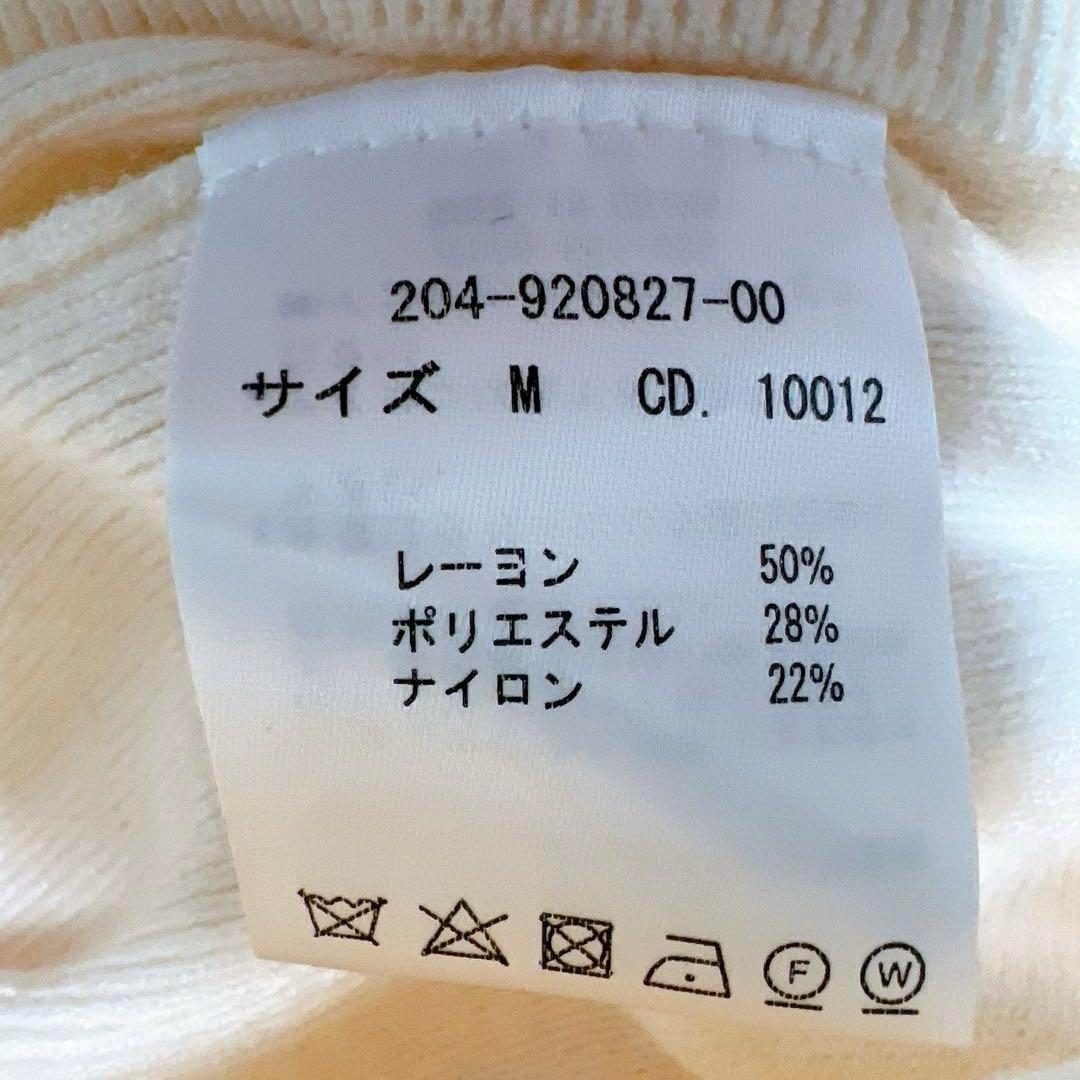 204-920827-00
サイズ M CD. 10012
レーヨン 50%
ポリエステル 28%
ナイロン 22%
F W